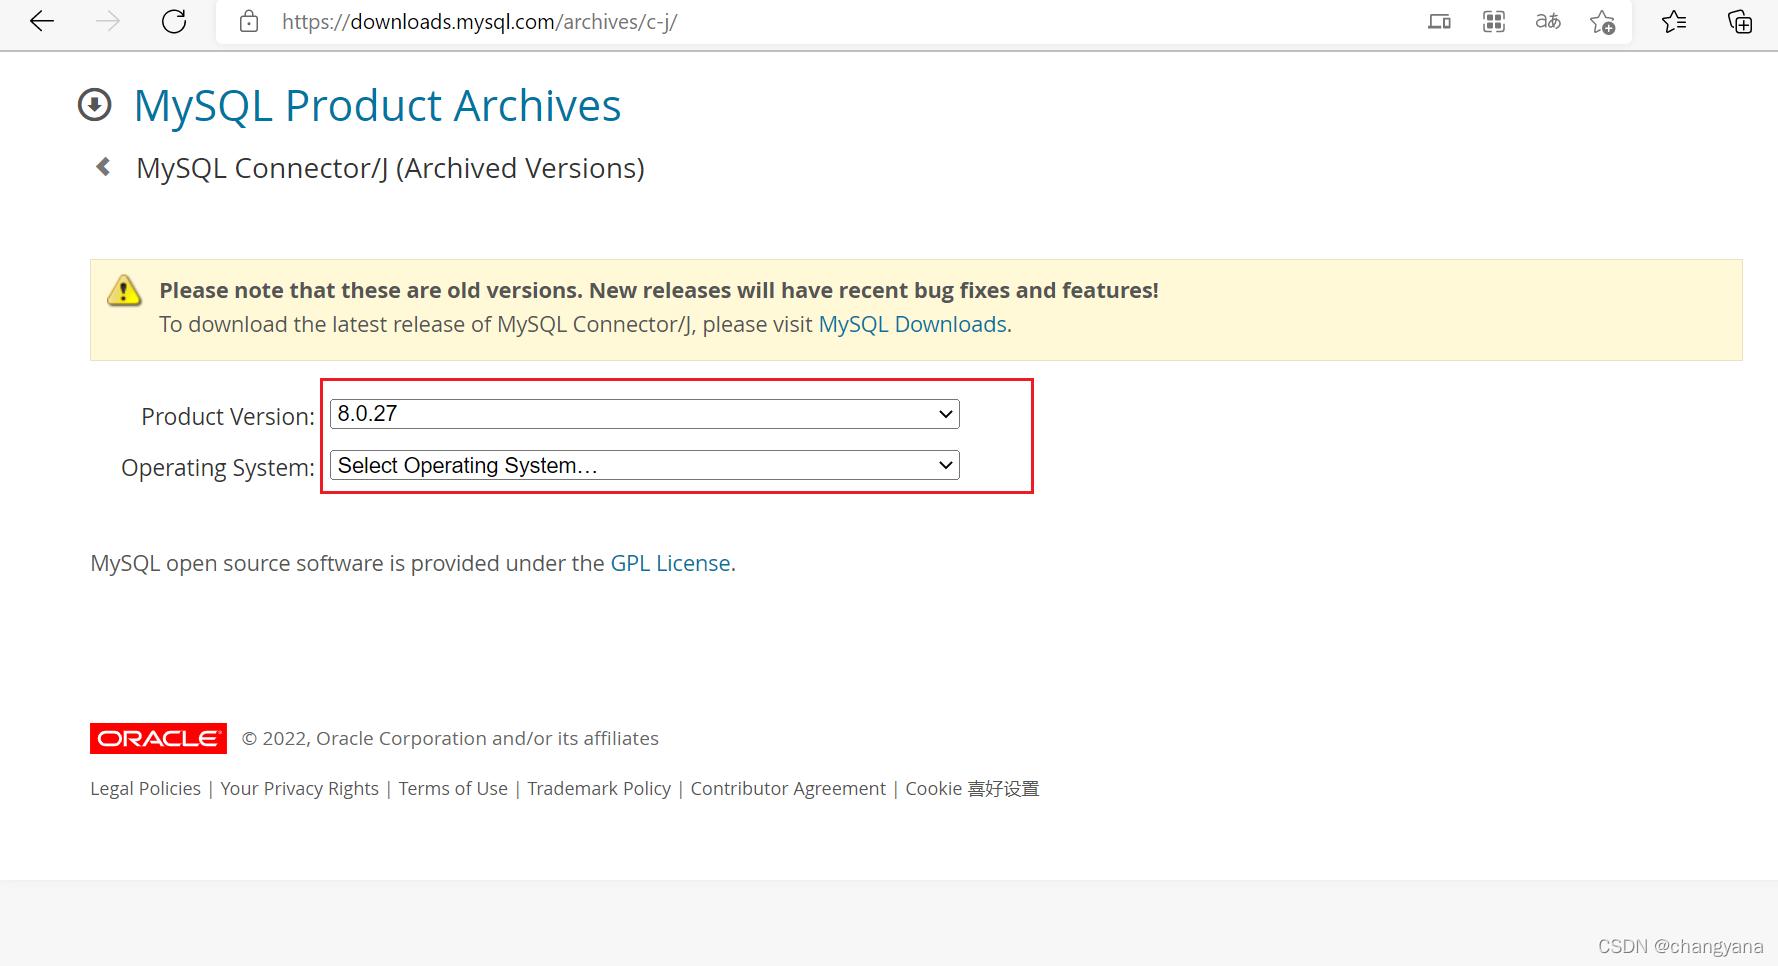 https://downloads.mysql.com/archives/c-j/
aあ
MySQL Product Archives
MySQL Connector/J (Archived Versions)
Please note that these are old versions. New releases will have recent bug fixes and features!
To download the latest release of MySQL Connector/J, please visit MySQL Downloads.
Product Version: 8.0.27
Operating System: Select Operating System…
MySQL open source software is provided under the GPL License.
ORACLE © 2022, Oracle Corporation and/or its affiliates
Legal Policies | Your Privacy Rights | Terms of Use | Trademark Policy | Contributor Agreement | Cookie 喜好设置
CSDN @changyana